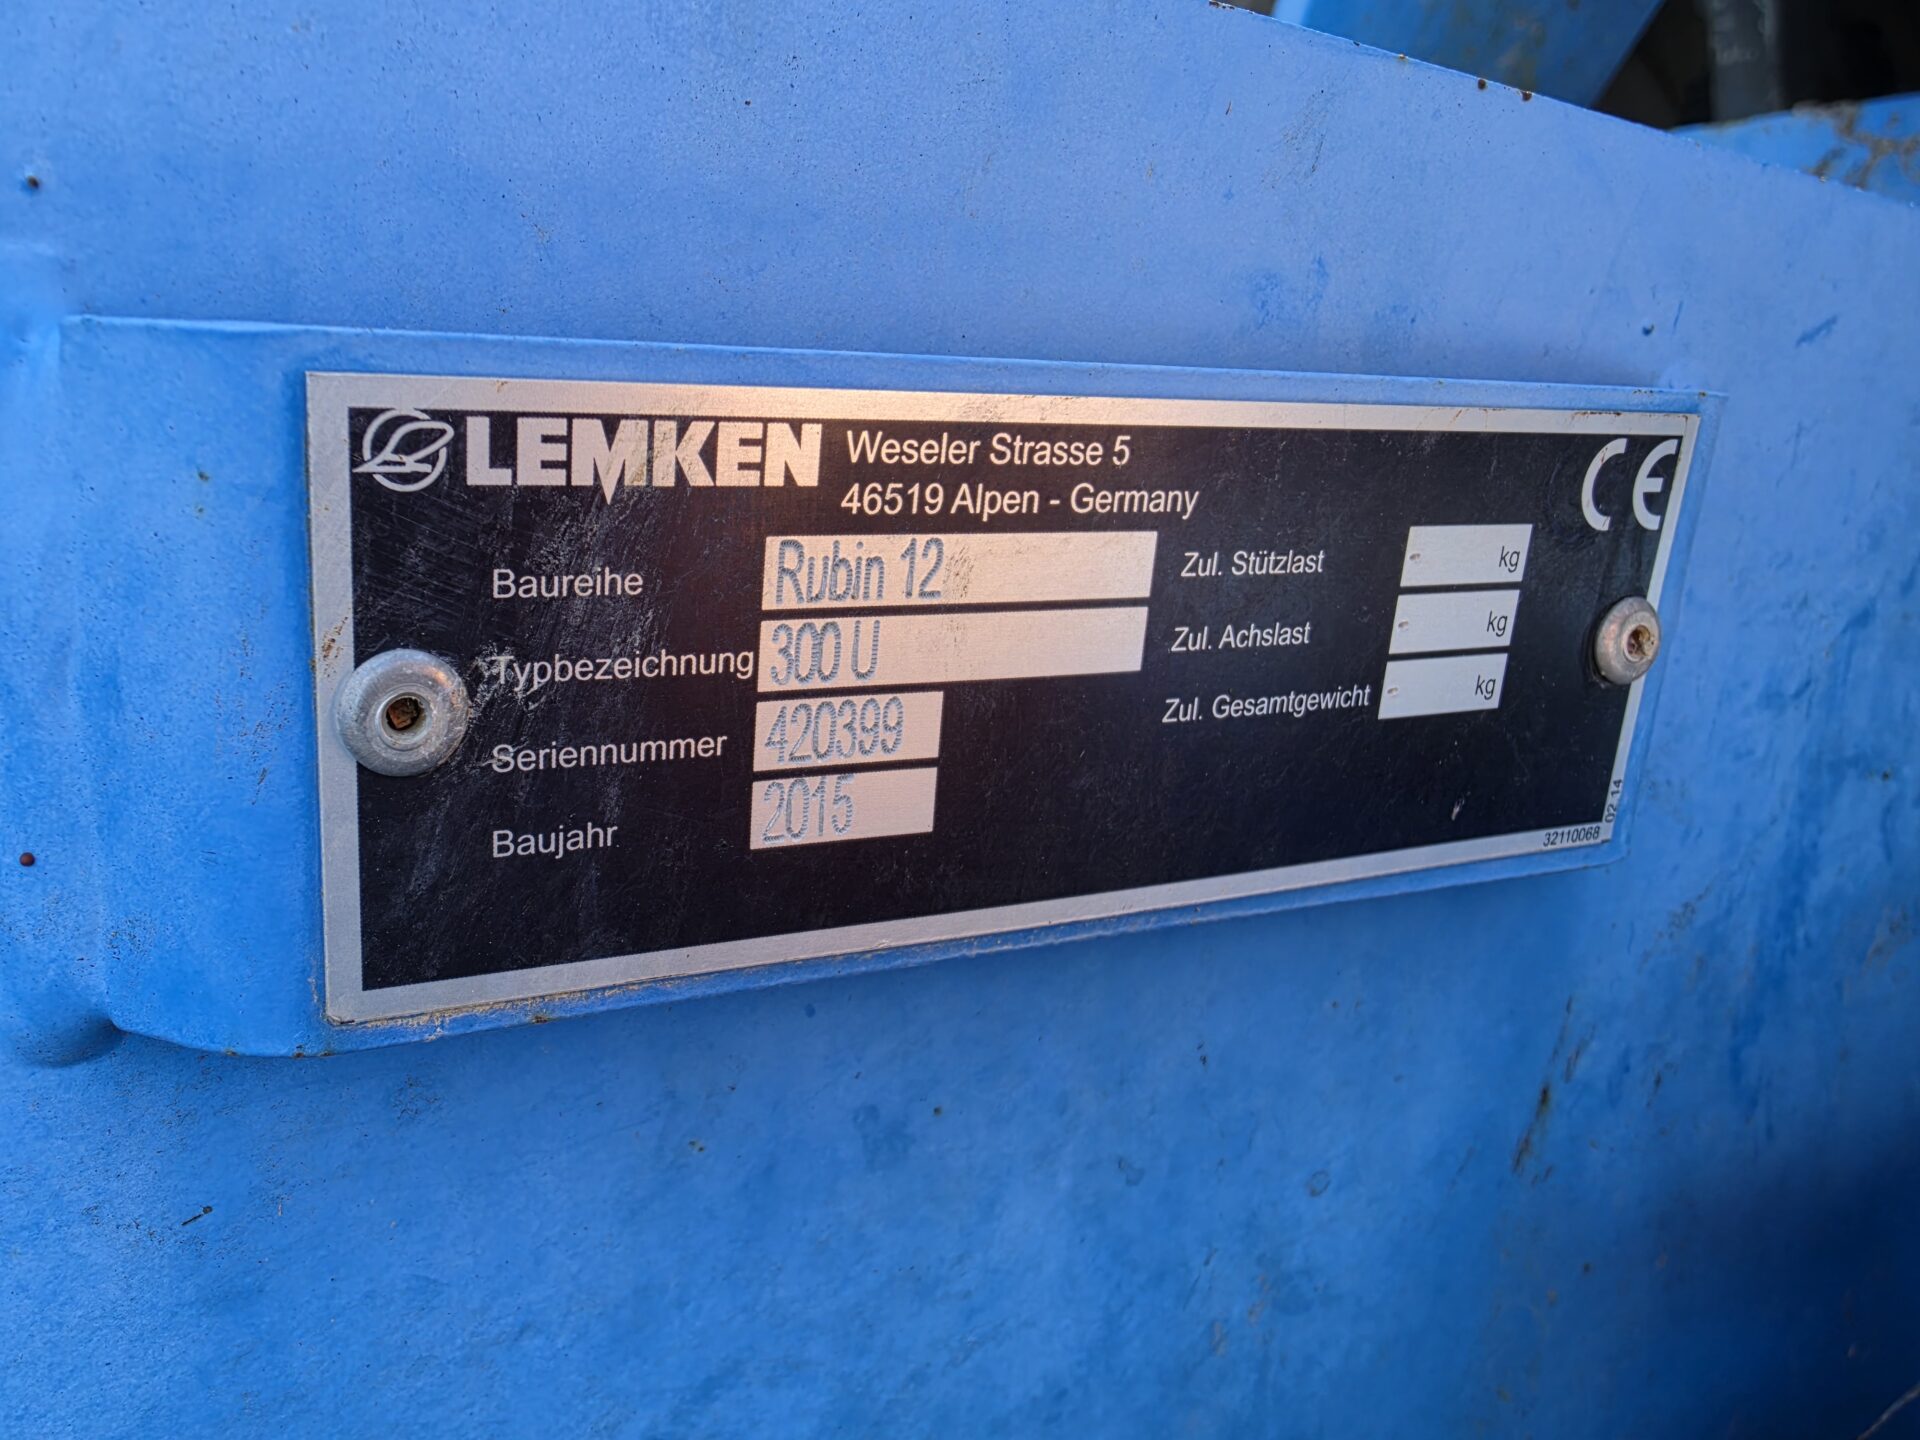 LEMKEN
Weseler Strasse 5
46519 Alpen - Germany
CE
Baureihe Rubin 12
Typbezeichnung 300 U
Seriennummer 420399
Baujahr 2015
Zul. Stützlast - kg
Zul. Achslast - kg
Zul. Gesamtgewicht - kg
32110068
02 14